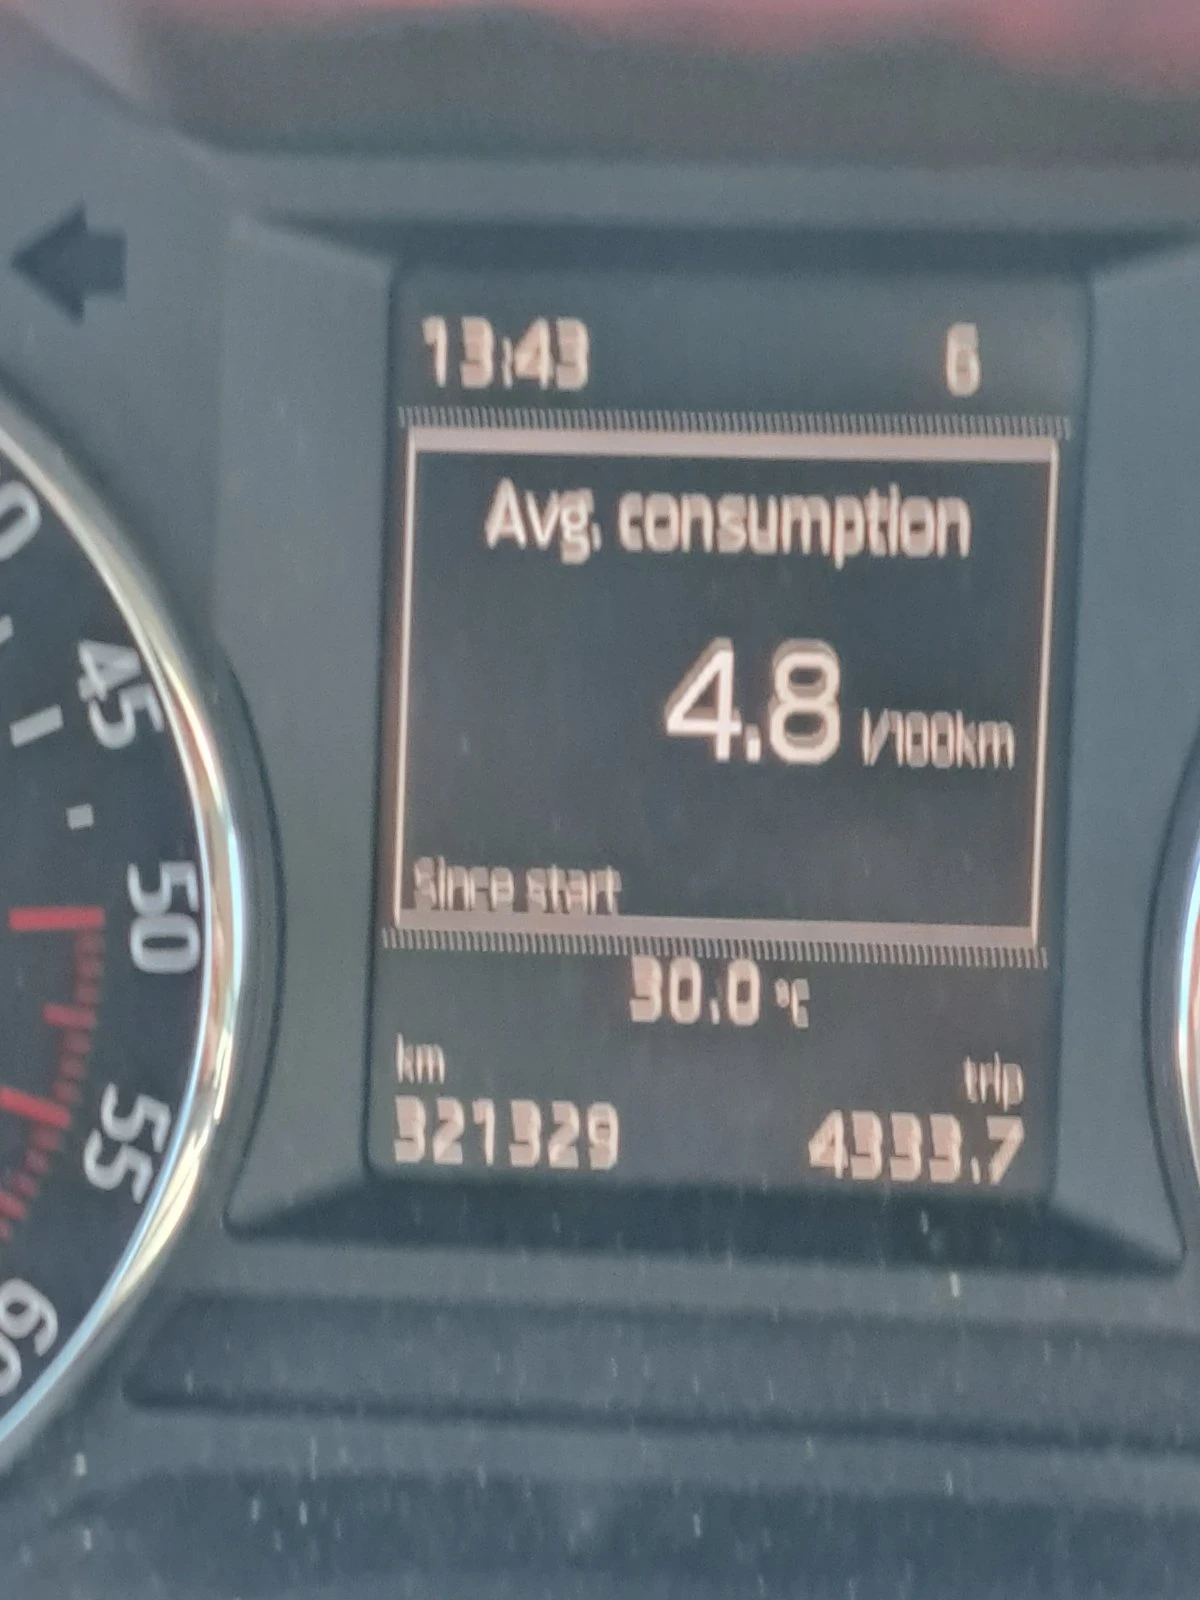 13:43 6
Avg. consumption
4.8 l/100km
Since start
30.0 °C
km trip
321329 4333.7
45
50
55
60